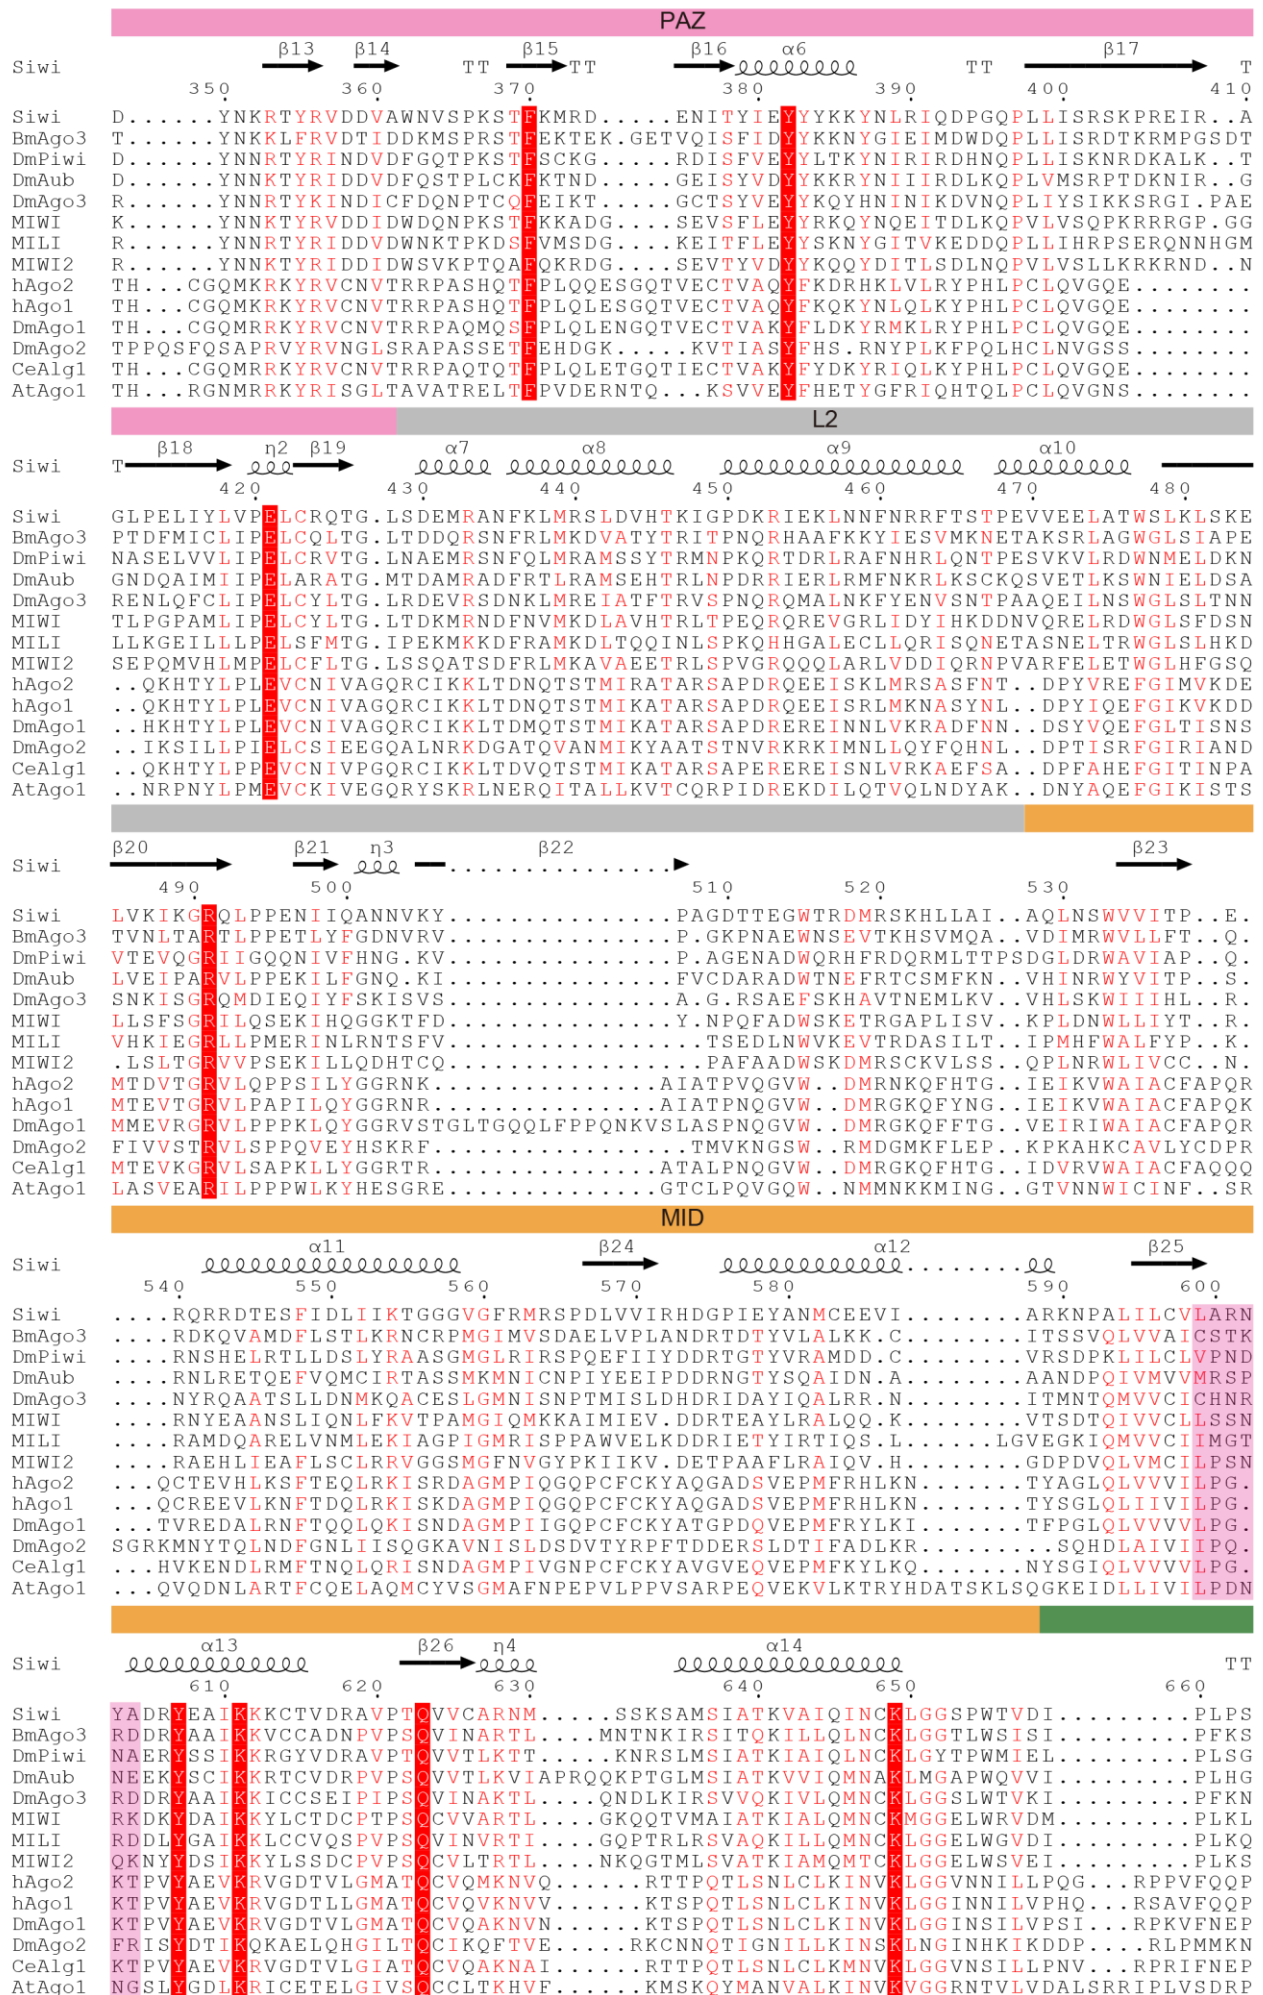 PAZ
β13 β14 β15 β16 α6 β17
Siwi TT TT TT T
350 360 370 380 390 400 410
Siwi D......YNKRTYRVDDVAWNVSPKSTFKMRD.....ENITYIEYYYKKYNLRIQDPGQPLLISRSKPREIR..A
BmAgo3 T......YNKKLFRVDTIDDKMSPRSTFEKTEK.GETVQISFIDYYKKNYGIEIMDWDQPLLISRDTKMRPGSDT
DmPiwi D......YNNRTYRINDVDFGQTPKSTFSCKG.....RDISFVEYYLTKYNIRIRDHNQPLLISKNRDKALK..T
DmAub D......YNNKTYRIDDVDFQSTPLCKFKTND.....GEISYVDYYKKRYNIIIRDLKQPLVMSRPTDKNIR..G
DmAgo3 R......YNNRTYKINDICFDQNPTCQFEIKT.....GCTSYVEYYKQYHNINIKDVNQPLIYSIKKSRGI.PAE
MIWI K......YNNKTYRVDDIDWDQNPKSTFKKADG....SEVSFLEYYRKQYNQEITDLKQPVLVSQPKRRRGP.GG
MILI R......YNNRTYRIDDVDWNKTPKDSFVMSDG....KEITFLEYYSKNYGITVKEDDQPLLIHRPSERQNNHGM
MIWI2 R......YNNKTYRIDDIDWSVKPTQAFQKRDG....SEVTYVDYYKQQYDITLSDLNQPVLVSLLKRKRND..N
hAgo2 TH...CGQMKRKYRVCNVTRRPASHQTFPLQQESGQTVECTVAQYFKDRHKLVLRYPHLPCLQVGQE........
hAgo1 TH...CGQMKRKYRVCNVTRRPASHQTFPLQLESGQTVECTVAQYFKQKYNLQLKYPHLPCLQVGQE........
DmAgo1 TH...CGQMRRKYRVCNVTRRPAQMQSFPLQLENGQTVECTVAKYFLDKYRMKLRYPHLPCLQVGQE........
DmAgo2 TPPQSFQSAPRVYRVNGLSRAPASSETFEHDGK.....KVTIASYFHS.RNYPLKFPQLHCLNVGSS........
CeAlg1 TH...CGQMRRKYRVCNVTRRPAQTQTFPLQLETGQTIECTVAKYFYDKYRIQLKYPHLPCLQVGQE........
AtAgo1 TH...RGNMRRKYRISGLTAVATRELTFPVDERNTQ...KSVVEYFHETYGFRIQHTQLPCLQVGNS........
L2
β18 η2 β19 α7 α8 α9 α10
Siwi T
420 430 440 450 460 470 480
Siwi GLPELIYLVPELCRQTG.LSDEMRANFKLMRSLDVHTKIGPDKRIEKLNNFNRRFTSTPEVVEELATWSLKLSKE
BmAgo3 PTDFMICLIPELCQLTG.LTDDQRSNFRLMKDVATYTRITPNQRHAAFKKYIESVMKNETAKSRLAGWGLSIAPE
DmPiwi NASELVVLIPELCRVTG.LNAEMRSNFQLMRAMSSYTRMNPKQRTDRLRAFNHRLQNTPESVKVLRDWNMELDKN
DmAub GNDQAIMIIPELARATG.MTDAMRADFRTLRAMSEHTRLNPDRRIERLRMFNKRLKSCKQSVETLKSWNIELDSA
DmAgo3 RENLQFCLIPELCYLTG.LRDEVRSDNKLMREIATFTRVSPNQRQMALNKFYENVSNTPAAQEILNSWGLSLTNN
MIWI TLPGPAMLIPELCYLTG.LTDKMRNDFNVMKDLAVHTRLTPEQRQREVGRLIDYIHKDDNVQRELRDWGLSFDSN
MILI LLKGEILLLPELSFMTG.IPEKMKKDFRAMKDLTQQINLSPKQHHGALECLLQRISQNETASNELTRWGLSLHKD
MIWI2 SEPQMVHLMPELCFLTG.LSSQATSDFRLMKAVAEETRLSPVGRQQQLARLVDDIQRNPVARFELETWGLHFGSQ
hAgo2 ..QKHTYLPLEVCNIVAGQRCIKKLTDNQTSTMIRATARSAPDRQEEISKLMRSASFNT..DPYVREFGIMVKDE
hAgo1 ..QKHTYLPLEVCNIVAGQRCIKKLTDNQTSTMIKATARSAPDRQEEISRLMKNASYNL..DPYIQEFGIKVKDD
DmAgo1 ..HKHTYLPLEVCNIVAGQRCIKKLTDMQTSTMIKATARSAPDREREINNLVKRADFNN..DSYVQEFGLTISNS
DmAgo2 ..IKSILLPIELCSIEEGQALNRKDGATQVANMIKYAATSTNVRKRKIMNLLQYFQHNL..DPTISRFGIRIAND
CeAlg1 ..QKHTYLPPEVCNIVPGQRCIKKLTDVQTSTMIKATARSAPEREREISNLVRKAEFSA..DPFAHEFGITINPA
AtAgo1 ..NRPNYLPMEVCKIVEGQRYSKRLNERQITALLKVTCQRPIDREKDILQTVQLNDYAK..DNYAQEFGIKISTS
β20 β21 η3 β22 β23
Siwi
490 500 510 520 530
Siwi LVKIKGRQLPPENIIQANNVKY...............PAGDTTEGWTRDMRSKHLLAI..AQLNSWVVITP..E.
BmAgo3 TVNLTARTLPPETLYFGDNVRV...............P.GKPNAEWNSEVTKHSVMQA..VDIMRWVLLFT..Q.
DmPiwi VTEVQGRIIGQQNIVFHNG.KV...............PAGENADWQRHFRDQRMLTTPSDGLDRWAVIAP..Q.
DmAub LVEIPARVLPPEKILFGNQ.KI...............FVCDARADWTNEFRTCSMFKN..VHINRWYVITP..S.
DmAgo3 SNKISGRQMDIEQIYFSKISVS...............A.G.RSAEFSKHAVTNEMLKV..VHLSKWIIIHL..R.
MIWI LLSFSGRILQSEKIHQGGKTFD...............Y.NPQFADWSKETRGAPLISV..KPLDNWLLIYT..R.
MILI VHKIEGRLLPMERINLRNTSFV...............TSEDLNWVKEVTRDASILT..IPMHFWALFYP..K.
MIWI2 .LSLTGRVVPSEKILLQDHTCQ...............PAFAADWSKDMRSCKVLSS..QPLNRWLIVCC..N.
hAgo2 MTDVTGRVLQPPSILYGGRNK...............AIATPVQGVW..DMRNKQFHTG..IEIKVWAIACFAPQR
hAgo1 MTEVTGRVLPAPILQYGGRNR...............AIATPNQGVW..DMRGKQFYNG..IEIKVWAIACFAPQK
DmAgo1 MMEVRGRVLPPPKLQYGGRVSTGLTGQQLFPPQNKVSLASPNQGVW..DMRGKQFFTG..VEIRIWAIACFAPQR
DmAgo2 FIVVSTRVLSPPQVEYHSKRF.................TMVKNGSW..RMDGMKFLEP..KPKAHKCAVLYCDPR
CeAlg1 MTEVKGRVLSAPKLLYGGRTR...............ATALPNQGVW..DMRGKQFHTG..IDVRVWAIACFAQQQ
AtAgo1 LASVEARILPPPWLKYHESGRE..............GTCLPQVGQW..NMMNKKMING..GTVNNWICINF..SR
MID
α11 β24 α12 β25
Siwi
540 550 560 570 580 590 600
Siwi ....RQRRDTESFIDLIIKTGGGVGFRMRSPDLVVIRHDGPIEYANMCEEVI........ARKNPALILCVLARN
BmAgo3 ....RDKQVAMDFLSTLKRNCRPMGIMVSDAELVPLANDRTDTYVLALKK.C........ITSSVQLVVAICSTK
DmPiwi ....RNSHELRTLLDSLYRAASGMGLRIRSPQEFIIYDDRTGTYVRAMDD.C........VRSDPKLILCLVPND
DmAub ....RNLRETQEFVQMCIRTASSMKMNICNPIYEEIPDDRNGTYSQAIDN.A........AANDPQIVMVVMRSP
DmAgo3 ....NYRQAATSLLDNMKQACESLGMNISNPTMISLDHDRIDAYIQALRR.N........ITMNTQMVVCICHNR
MIWI ....RNYEAANSLIQNLFKVTPAMGIQMKKAIMIEV.DDRTEAYLRALQQ.K........VTSDTQIVVCLLSSN
MILI ....RAMDQARELVNMLEKIAGPIGMRISPPAWVELKDDRIETYIRTIQS.L......LGVEGKIQMVVCIIMGT
MIWI2 ....RAEHLIEAFLSCLRRVGGSMGFNVGYPKIIKV.DETPAAFLRAIQV.H........GDPDVQLVMCILPSN
hAgo2 ...QCTEVHLKSFTEQLRKISRDAGMPIQGQPCFCKYAQGADSVEPMFRHLKN.......TYAGLQLVVVILPG.
hAgo1 ...QCREEVLKNFTDQLRKISKDAGMPIQGQPCFCKYAQGADSVEPMFRHLKN.......TYSGLQLIIVILPG.
DmAgo1 ...TVREDALRNFTQQLQKISNDAGMPIIGQPCFCKYATGPDQVEPMFRYLKI.......TFPGLQLVVVVLPG.
DmAgo2 SGRKMNYTQLNDFGNLIISQGKAVNISLDSDVTYRPFTDDERSLDTIFADLKR.........SQHDLAIVIIPQ.
CeAlg1 ...HVKENDLRMFTNQLQRISNDAGMPIVGNPCFCKYAVGVEQVEPMFKYLKQ.......NYSGIQLVVVVLPG.
AtAgo1 ...QVQDNLARTFCQELAQMCYVSGMAFNPEPVLPPVSARPEQVEKVLKTRYHDATSKLSQGKEIDLLIVILPDN
α13 β26 η4 α14
Siwi TT
610 620 630 640 650 660
Siwi YADRYEAIKKKCTVDRAVPTQVVCARNM.....SSKSAMSIATKVAIQINCKLGGSPWTVDI.........PLPS
BmAgo3 RDDRYAAIKKVCCADNPVPSQVINARTL....MNTNKIRSITQKILLQLNCKLGGTLWSISI.........PFKS
DmPiwi NAERYSSIKKRGYVDRAVPTQVVTLKTT.....KNRSLMSIATKIAIQINCKLGYTPWMIEL.........PLSG
DmAub NEEKYSCIKKRTCVDRPVPSQVVTLKVIAPRQQKPTGLMSIATKVVIQMNAKLMGAPWQVVI.........PLHG
DmAgo3 RDDRYAAIKKICCSEIPIPSQVINAKTL....QNDLKIRSVVQKIVLQMNCKLGGSLWTVKI.........PFKN
MIWI RKDKYDAIKKYLCTDCPTPSQCVVARTL....GKQQTVMAIATKIALQMNCKMGGELWRVDM.........PLKL
MILI RDDLYGAIKKLCCVQSPVPSQVINVRTI....GQPTRLRSVAQKILLQMNCKLGGELWGVDI.........PLKQ
MIWI2 QKNYYDSIKKYLSSDCPVPSQCVLTRTL....NKQGTMLSVATKIAMQMTCKLGGELWSVEI.........PLKS
hAgo2 KTPVYAEVKRVGDTVLGMATQCVQMKNVQ......RTTPQTLSNLCLKINVKLGGVNNILLPQG...RPPVFQQP
hAgo1 KTPVYAEVKRVGDTLLGMATQCVQVKNVV......KTSPQTLSNLCLKINVKLGGINNILVPHQ...RSAVFQQP
DmAgo1 KTPVYAEVKRVGDTVLGMATQCVQAKNVN......KTSPQTLSNLCLKINVKLGGINSILVPSI...RPKVFNEP
DmAgo2 FRISYDTIKQKAELQHGILTQCIKQFTVE.....RKCNNQTIGNILLKINSKLNGINHKIKDDP....RLPMMKN
CeAlg1 KTPVYAEVKRVGDTVLGIATQCVQAKNAI......RTTPQTLSNLCLKMNVKLGGVNSILLPNV...RPRIFNEP
AtAgo1 NGSLYGDLKRICETELGIVSQCCLTKHVF......KMSKQYMANVALKINVKVGGRNTVLVDALSRRIPLVSDRP